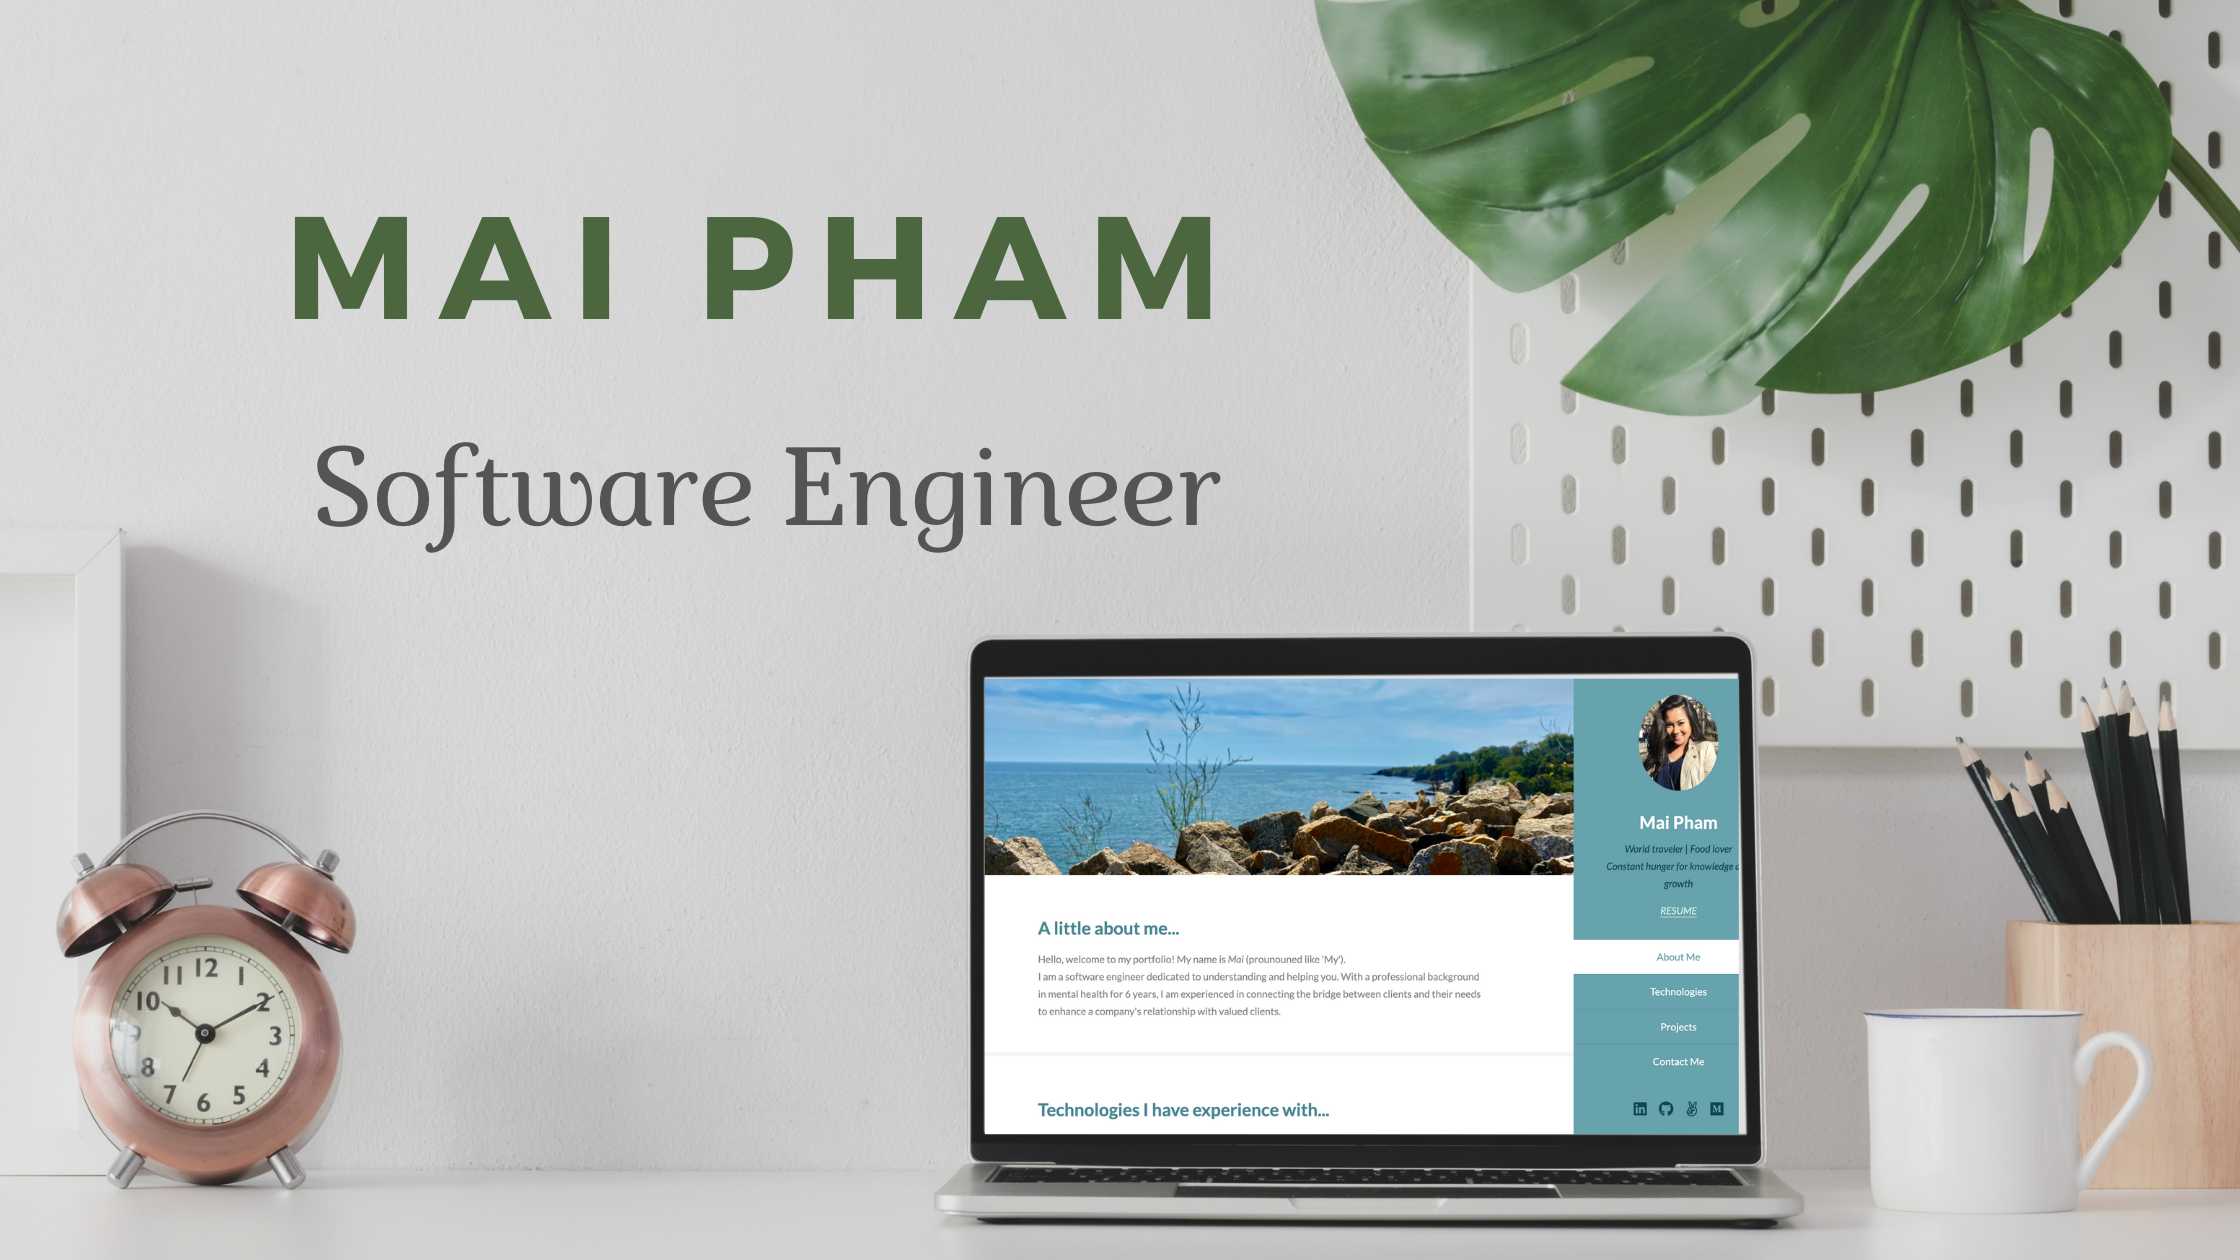 MAI PHAM
Software Engineer
A little about me...
Hello, welcome to my portfolio! My name is Mai (prounouned like 'My').
I am a software engineer dedicated to understanding and helping you. With a professional background
in mental health for 6 years, I am experienced in connecting the bridge between clients and their needs
to enhance a company's relationship with valued clients.
Technologies I have experience with...
Mai Pham
World traveler | Food lover
Constant hunger for knowledge
growth
RESUME
About Me
Technologies
Projects
Contact Me
in
M
11 12 1
10 2
3
8 4
7 6 5